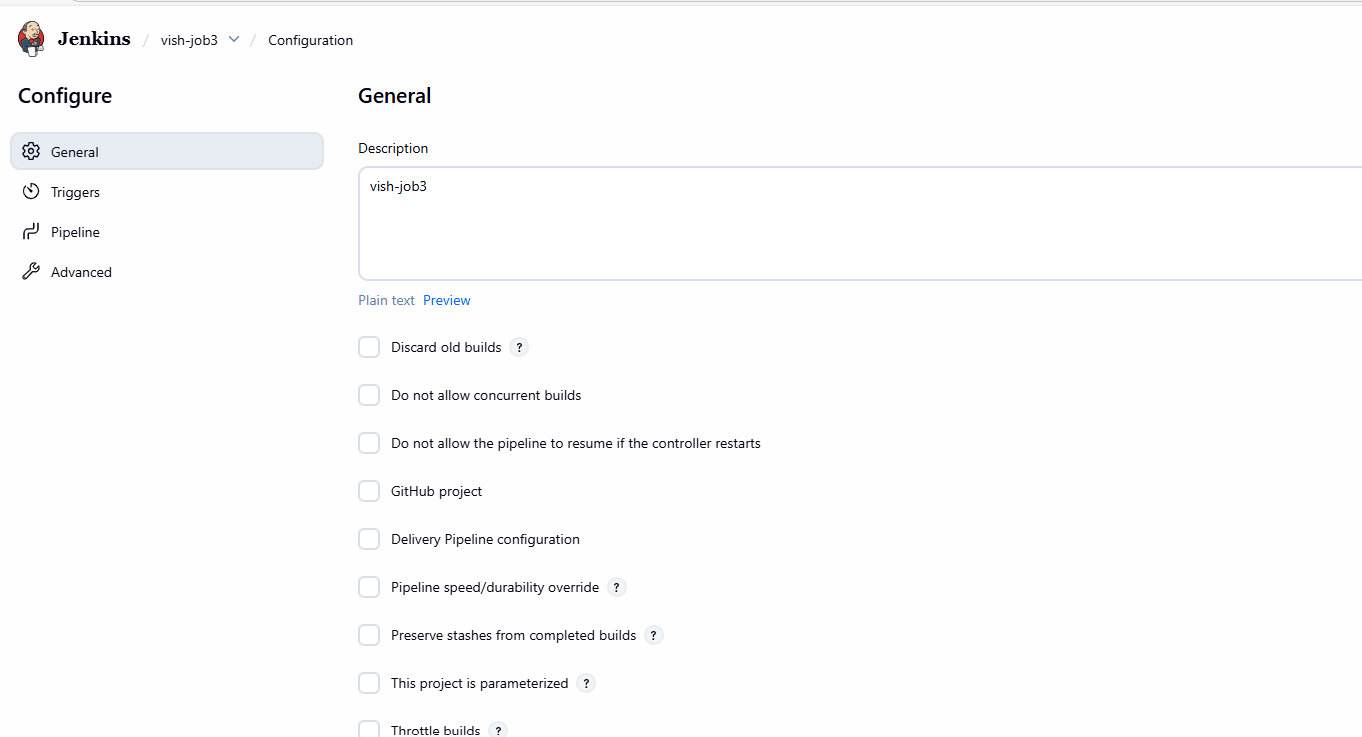 Jenkins / vish-job3 / Configuration
Configure
General
Triggers
Pipeline
Advanced
General
Description
vish-job3
Plain text Preview
Discard old builds ?
Do not allow concurrent builds
Do not allow the pipeline to resume if the controller restarts
GitHub project
Delivery Pipeline configuration
Pipeline speed/durability override ?
Preserve stashes from completed builds ?
This project is parameterized ?
Throttle builds ?